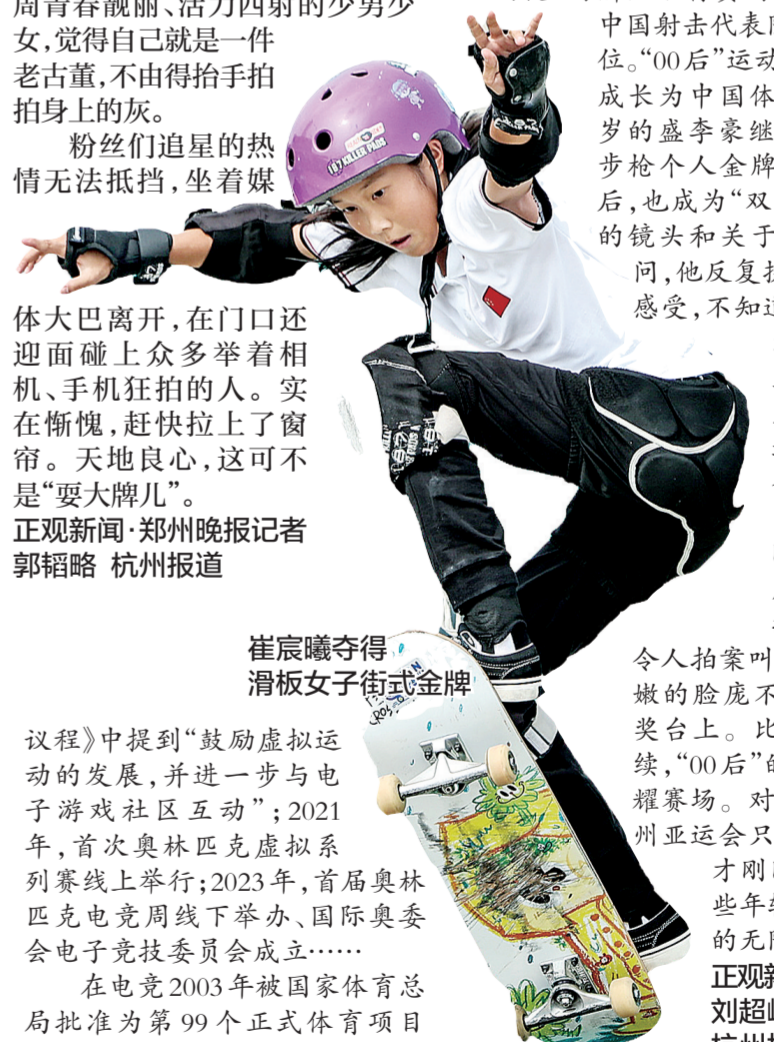 周青春靓丽、活力四射的少男少
女,觉得自己就是一件
老古董,不由得抬手拍
拍身上的灰。
粉丝们追星的热
情无法抵挡,坐着媒
体大巴离开,在门口还
迎面碰上众多举着相
机、手机狂拍的人。实
在惭愧,赶快拉上了窗
帘。天地良心,这可不
是“耍大牌儿”。
正观新闻·郑州晚报记者
郭韬略 杭州报道
KILLER PADS
187
崔宸曦夺得
滑板女子街式金牌
议程》中提到“鼓励虚拟运
动的发展,并进一步与电
子游戏社区互动”;2021
年,首次奥林匹克虚拟系
列赛线上举行;2023年,首届奥林
匹克电竞周线下举办、国际奥委
会电子竞技委员会成立……
在电竞2003年被国家体育总
局批准为第99个正式体育项目
中国射击代表
位。“00后”运动
成长为中国体
岁的盛李豪继
步枪个人金牌
后,也成为“双
的镜头和关于
问,他反复
感受,不知道
令人拍案叫
嫩的脸庞不
奖台上。比
续,“00后”的
耀赛场。对
州亚运会只
才刚
些年
的无
正观新
刘超